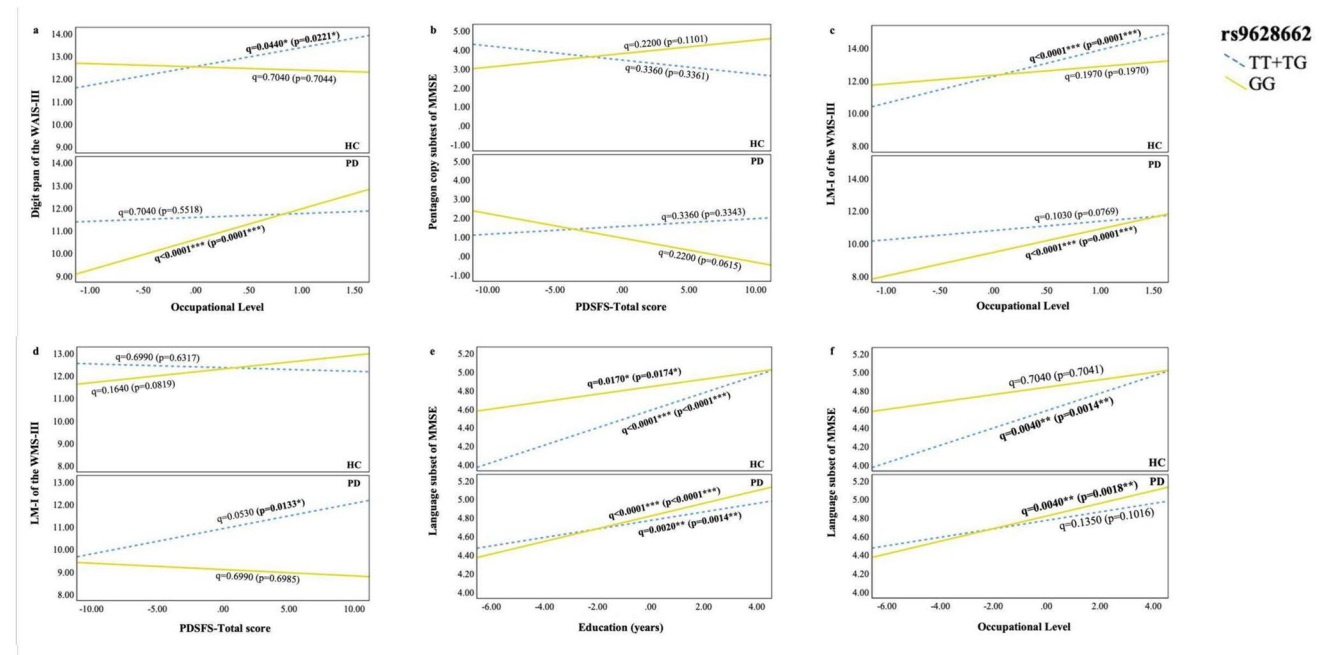 a
14.00
13.00
12.00
11.00
10.00
9.00
q=0.0440* (p=0.0221*)
q=0.7040 (p=0.7044)
HC
Digit span of the WAIS-III
14.00
13.00
12.00
11.00
10.00
9.00
PD
q=0.7040 (p=0.5518)
q<0.0001*** (p=0.0001***)
-1.00 -.50 .00 .50 1.00 1.50
Occupational Level
b
5.00
4.00
3.00
2.00
1.00
.00
-1.00
q=0.2200 (p=0.1101)
q=0.3360 (p=0.3361)
HC
Pentagon copy subtest of MMSE
5.00
4.00
3.00
2.00
1.00
.00
-1.00
PD
q=0.3360 (p=0.3343)
q=0.2200 (p=0.0615)
-10.00 -5.00 .00 5.00 10.00
PDSFS-Total score
c
14.00
12.00
10.00
8.00
q<0.0001*** (p=0.0001***)
q=0.1970 (p=0.1970)
HC
LM-I of the WMS-III
14.00
12.00
10.00
8.00
PD
q=0.1030 (p=0.0769)
q<0.0001*** (p=0.0001***)
-1.00 -.50 .00 .50 1.00 1.50
Occupational Level
rs9628662
TT+TG
GG
d
13.00
12.00
11.00
10.00
9.00
8.00
q=0.6990 (p=0.6317)
q=0.1640 (p=0.0819)
HC
LM-I of the WMS-III
13.00
12.00
11.00
10.00
9.00
8.00
PD
q=0.0530 (p=0.0133*)
q=0.6990 (p=0.6985)
-10.00 -5.00 .00 5.00 10.00
PDSFS-Total score
e
5.20
5.00
4.80
4.60
4.40
4.20
4.00
q=0.0170* (p=0.0174*)
q<0.0001*** (p<0.0001***)
HC
Language subset of MMSE
5.20
5.00
4.80
4.60
4.40
4.20
4.00
PD
q<0.0001*** (p<0.0001***)
q=0.0020** (p=0.0014**)
-6.00 -4.00 .00 2.00 4.00
Education (years)
f
5.20
5.00
4.80
4.60
4.40
4.20
4.00
q=0.7040 (p=0.7041)
q=0.0040** (p=0.0014**)
HC
Language subset of MMSE
5.20
5.00
4.80
4.60
4.40
4.20
4.00
PD
q=0.0040** (p=0.0018**)
q=0.1350 (p=0.1016)
-6.00 -4.00 .00 2.00 4.00
Occupational Level